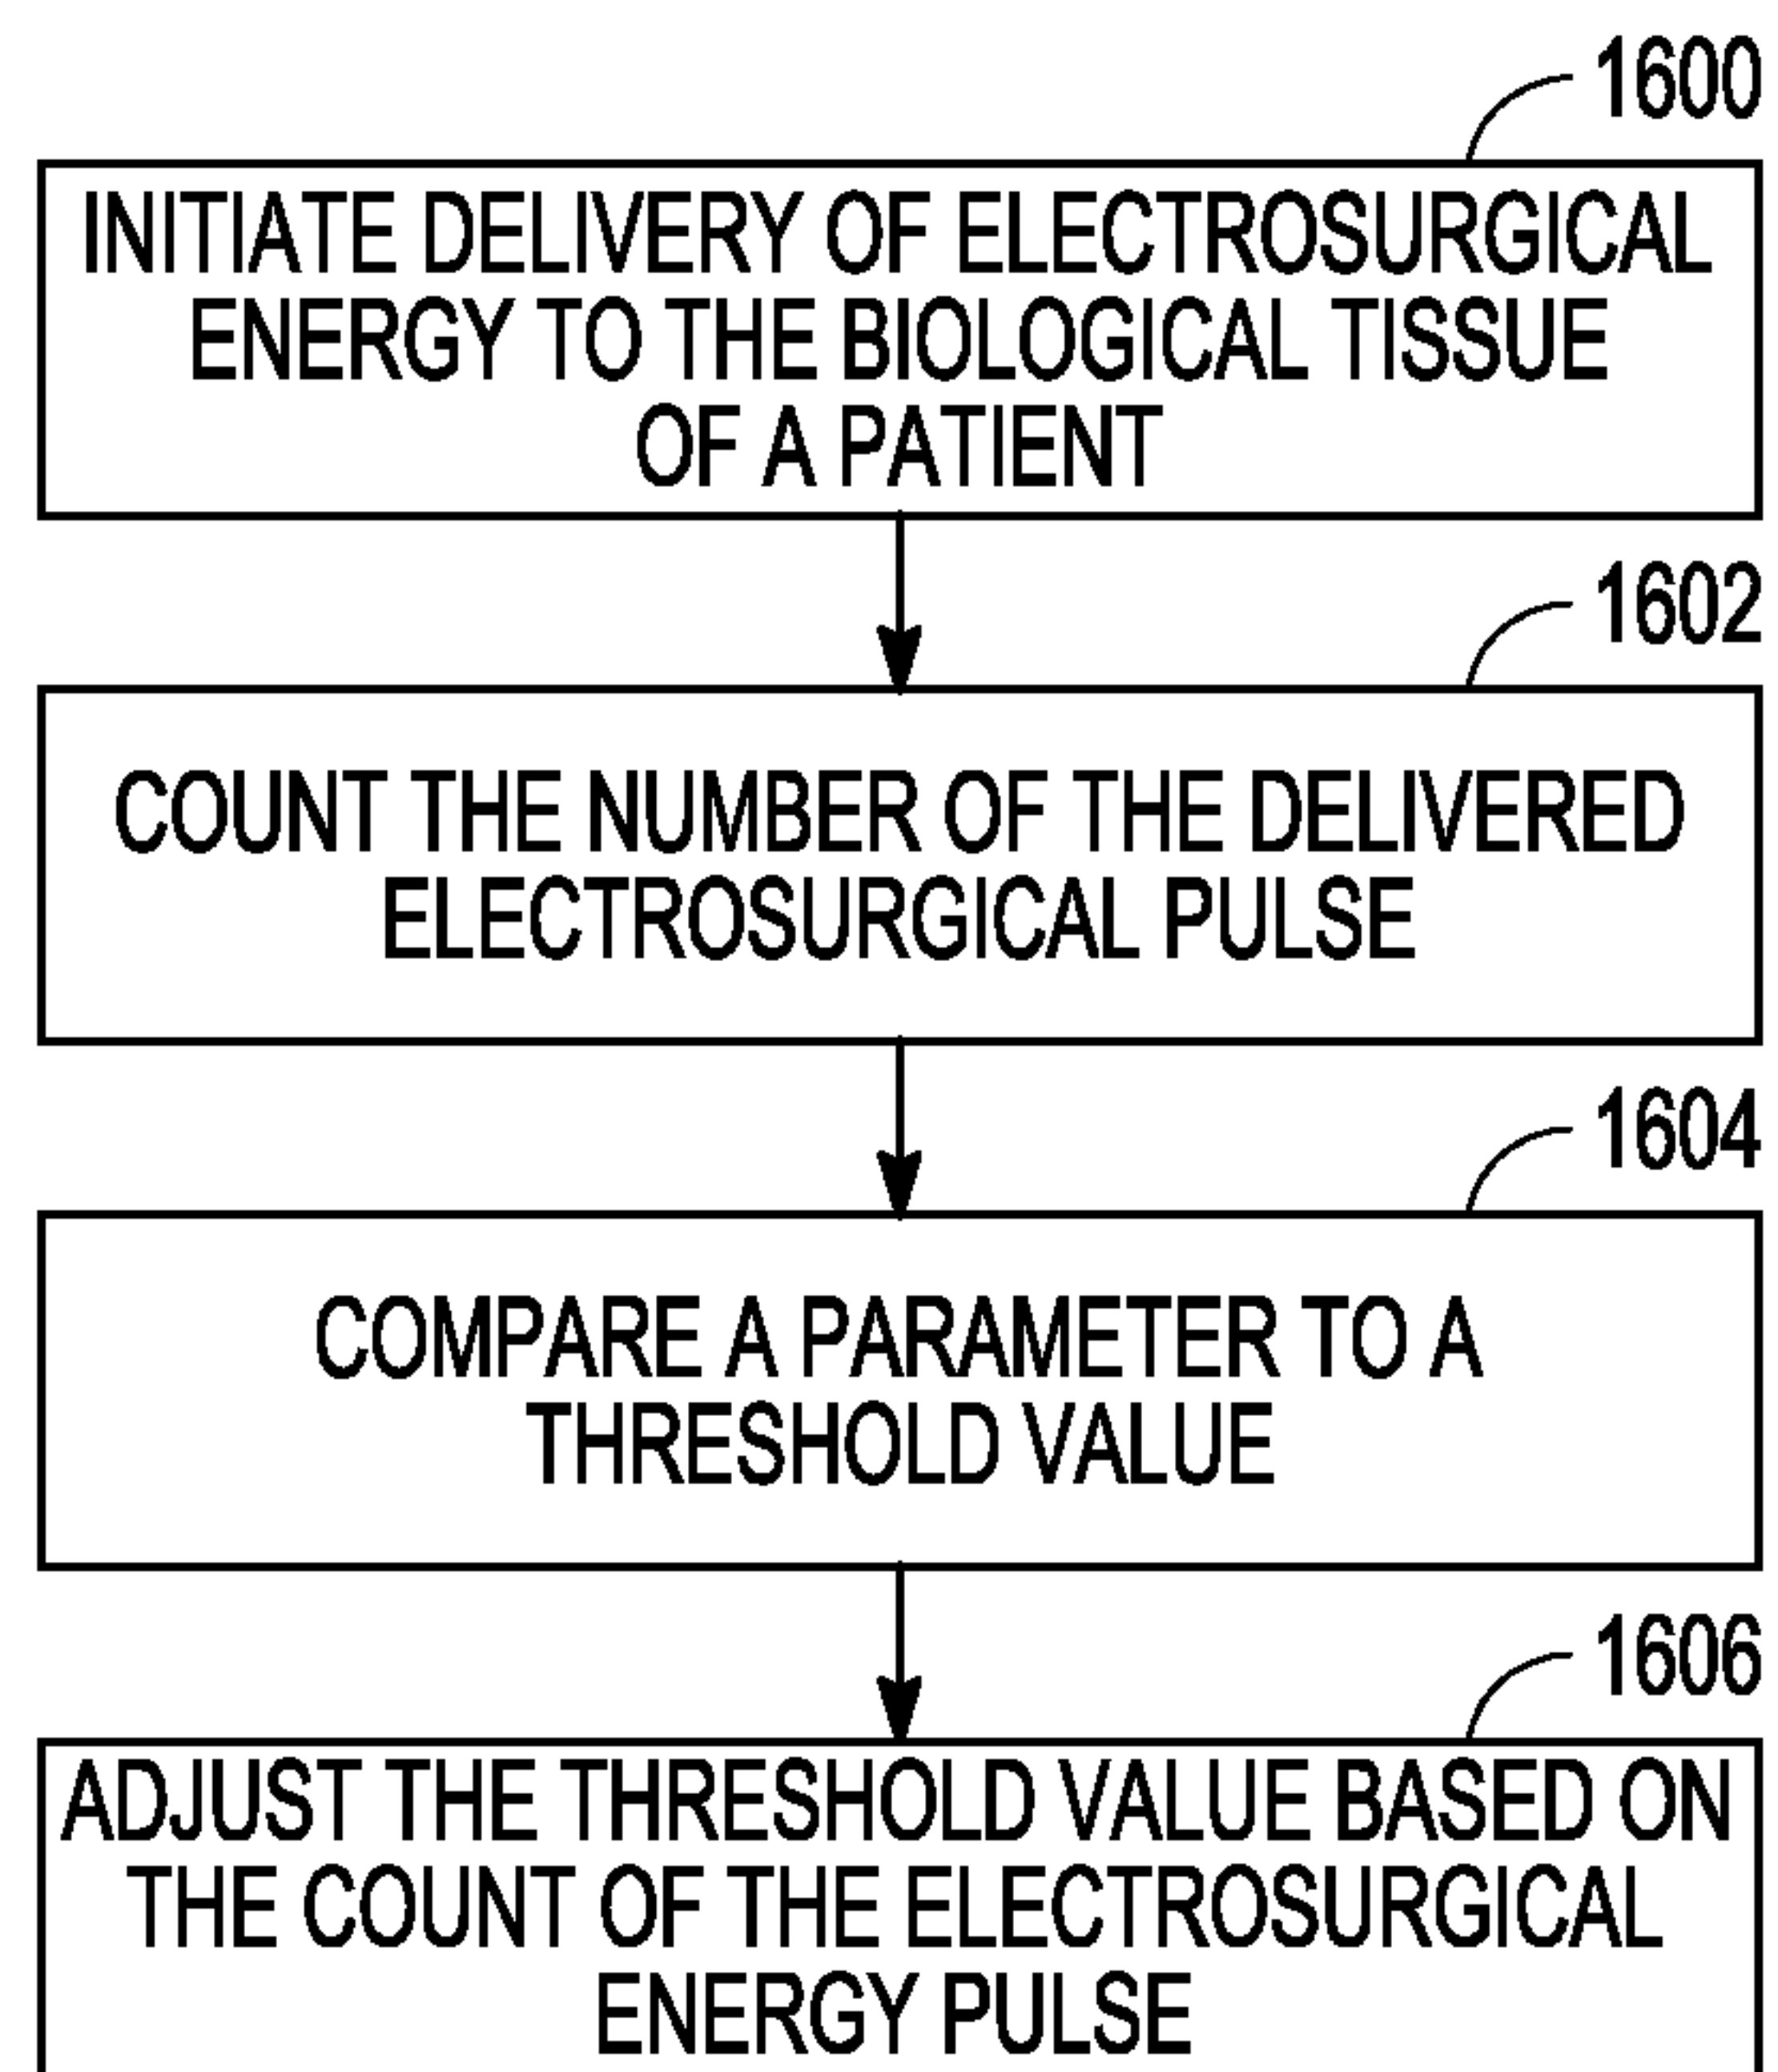 1600
INITIATE DELIVERY OF ELECTROSURGICAL
ENERGY TO THE BIOLOGICAL TISSUE
OF A PATIENT
1602
COUNT THE NUMBER OF THE DELIVERED
ELECTROSURGICAL PULSE
1604
COMPARE A PARAMETER TO A
THRESHOLD VALUE
1606
ADJUST THE THRESHOLD VALUE BASED ON
THE COUNT OF THE ELECTROSURGICAL
ENERGY PULSE